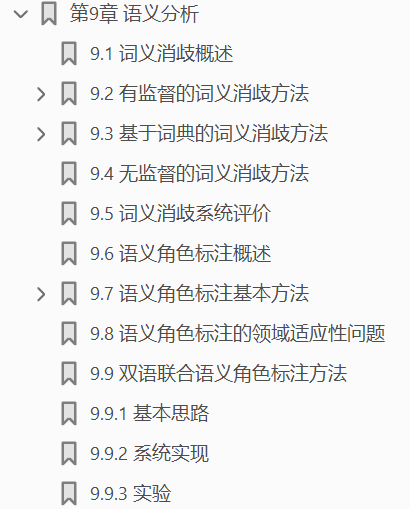 第9章 语义分析
9.1 词义消歧概述
9.2 有监督的词义消歧方法
9.3 基于词典的词义消歧方法
9.4 无监督的词义消歧方法
9.5 词义消歧系统评价
9.6 语义角色标注概述
9.7 语义角色标注基本方法
9.8 语义角色标注的领域适应性问题
9.9 双语联合语义角色标注方法
9.9.1 基本思路
9.9.2 系统实现
9.9.3 实验